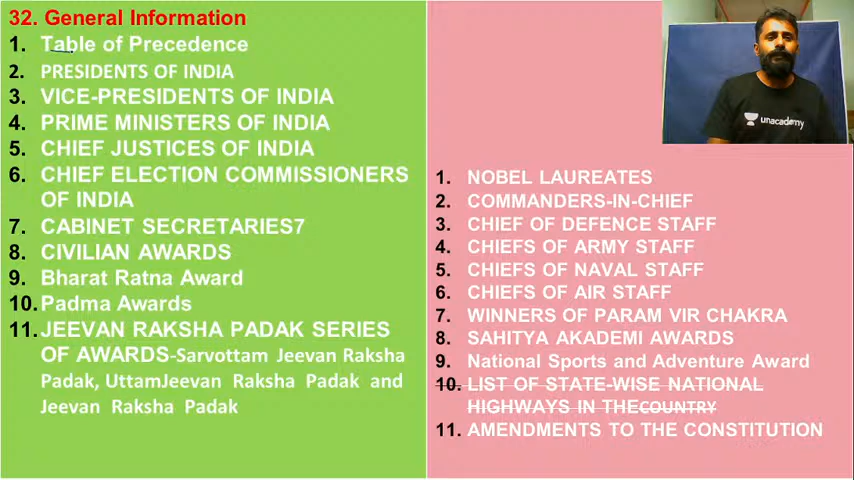 32. General Information
1. Table of Precedence
2. PRESIDENTS OF INDIA
3. VICE-PRESIDENTS OF INDIA
4. PRIME MINISTERS OF INDIA
5. CHIEF JUSTICES OF INDIA
6. CHIEF ELECTION COMMISSIONERS
OF INDIA
7. CABINET SECRETARIES7
8. CIVILIAN AWARDS
9. Bharat Ratna Award
10. Padma Awards
11. JEEVAN RAKSHA PADAK SERIES
OF AWARDS-Sarvottam Jeevan Raksha
Padak, UttamJeevan Raksha Padak and
Jeevan Raksha Padak
unacademy
1. NOBEL LAUREATES
2. COMMANDERS-IN-CHIEF
3. CHIEF OF DEFENCE STAFF
4. CHIEFS OF ARMY STAFF
5. CHIEFS OF NAVAL STAFF
6. CHIEFS OF AIR STAFF
7. WINNERS OF PARAM VIR CHAKRA
8. SAHITYA AKADEMI AWARDS
9. National Sports and Adventure Award
10. LIST OF STATE-WISE NATIONAL
HIGHWAYS IN THECOUNTRY
11. AMENDMENTS TO THE CONSTITUTION